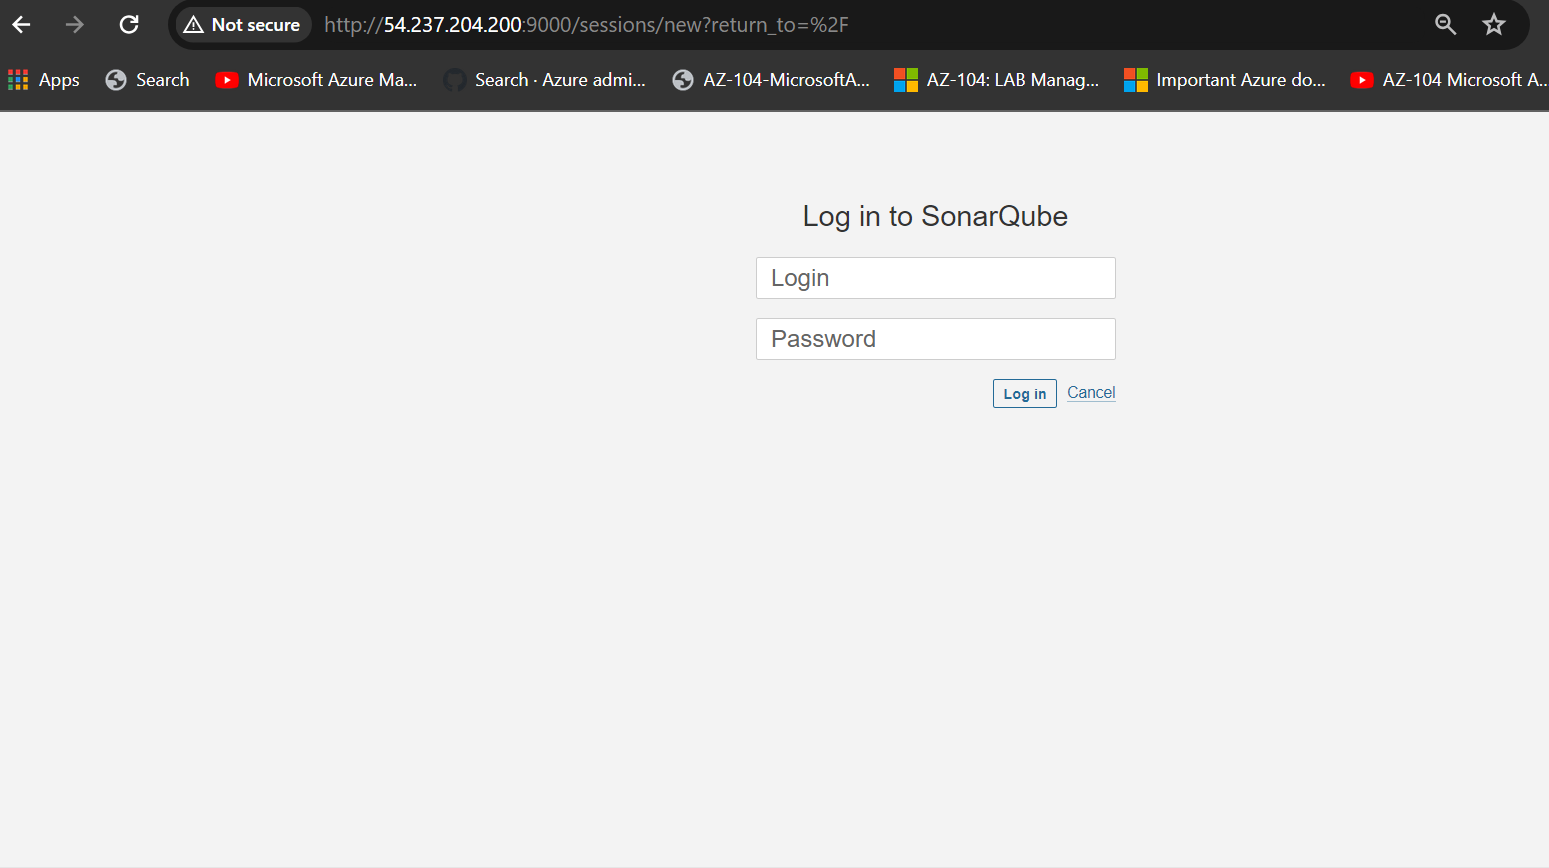 Not secure http://54.237.204.200:9000/sessions/new?return_to=%2F
Apps Search Microsoft Azure Ma... Search · Azure admi... AZ-104-MicrosoftA... AZ-104: LAB Manag... Important Azure do... AZ-104 Microsoft A...
Log in to SonarQube
Login
Password
Log in Cancel